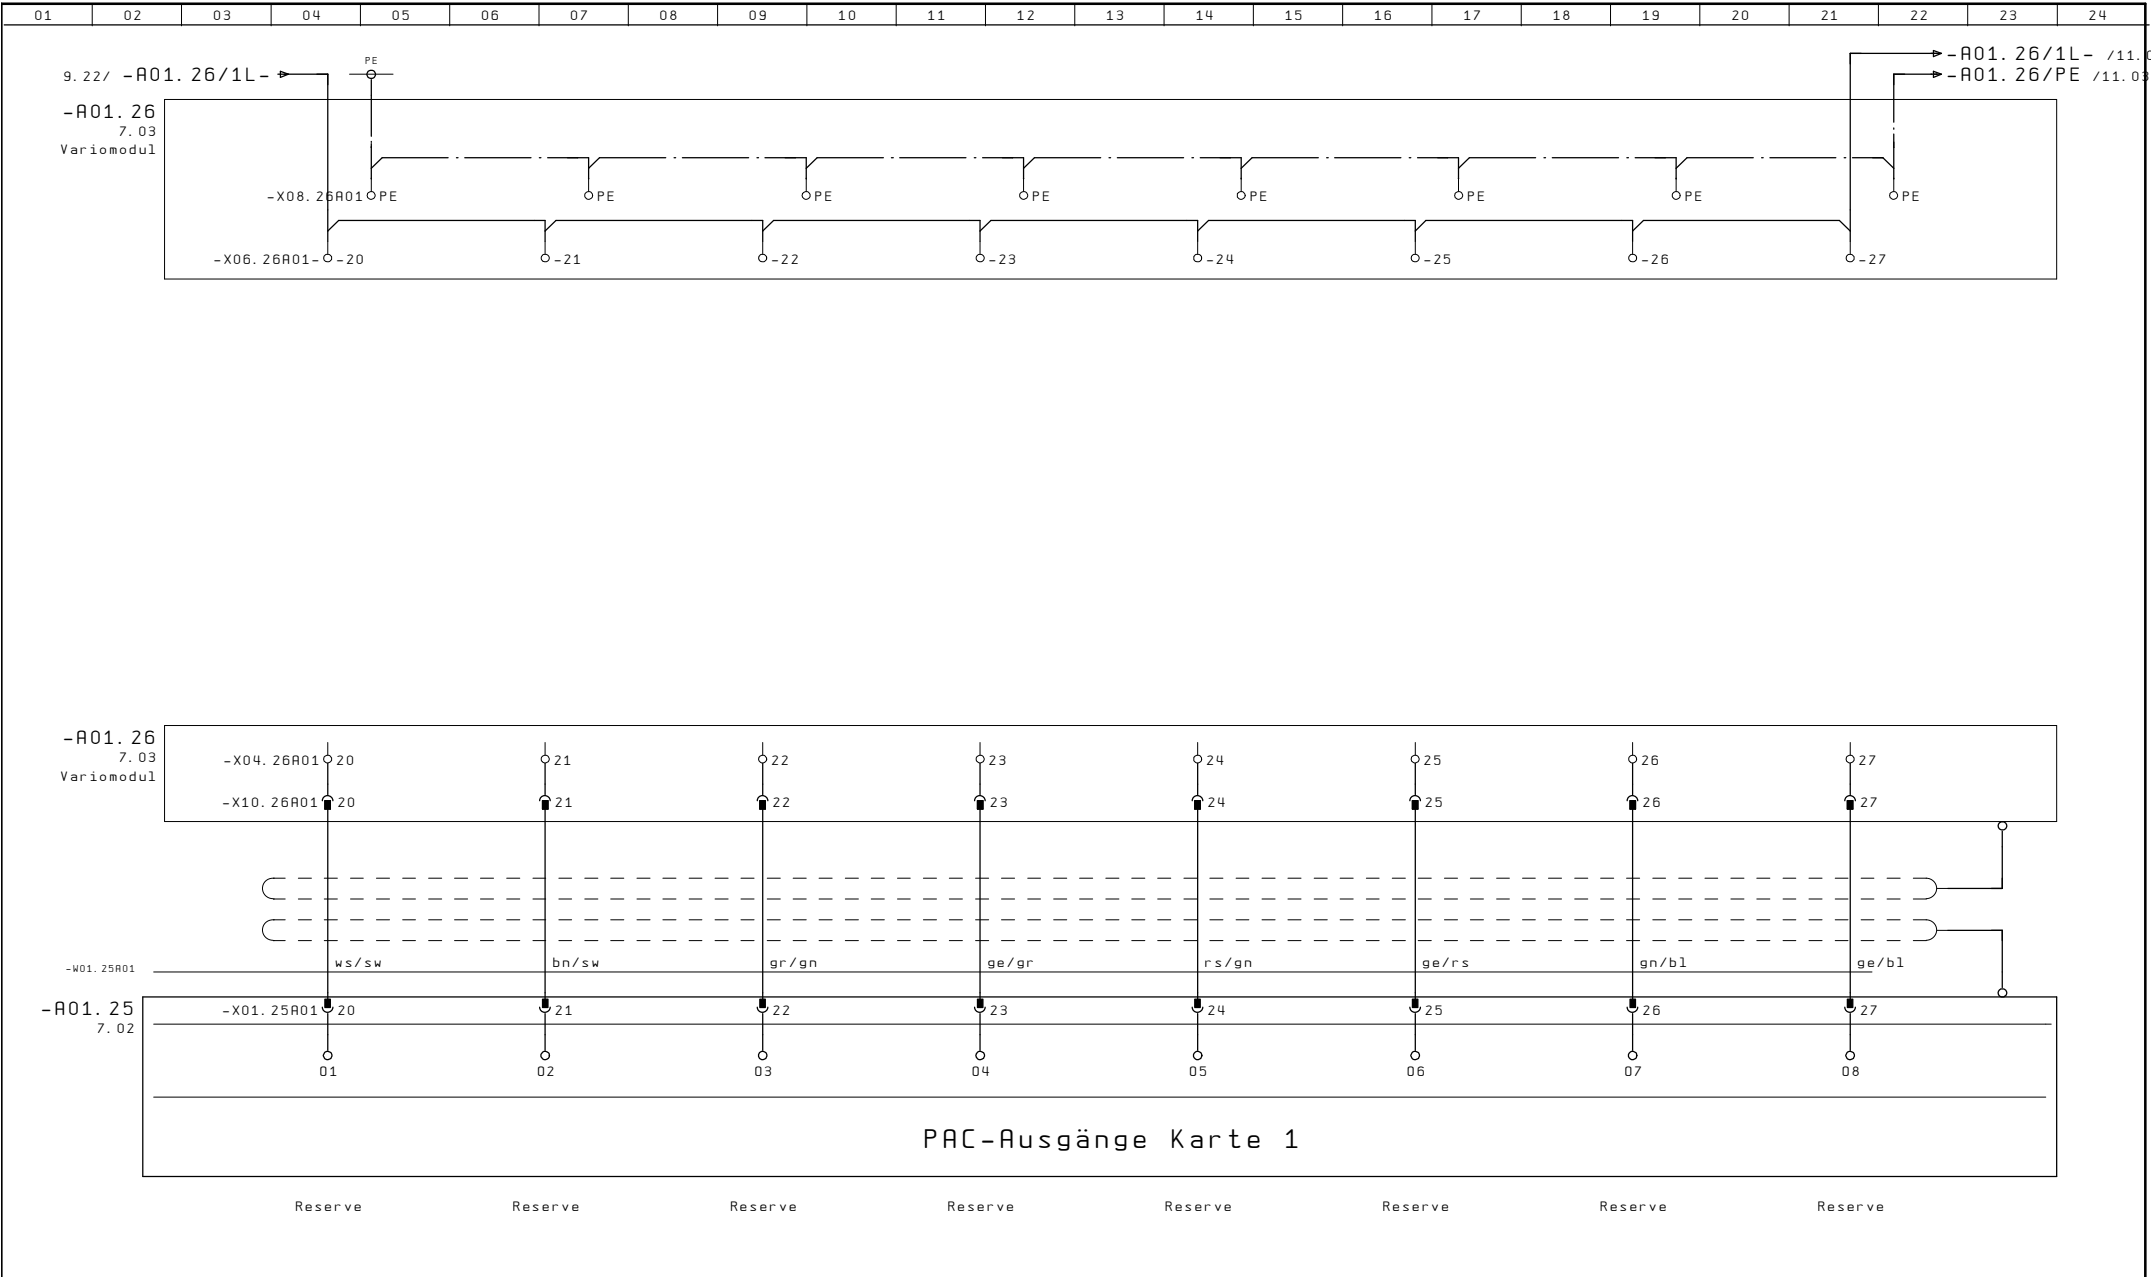 01 02 03 04 05 06 07 08 09 10 11 12 13 14 15 16 17 18 19 20 21 22 23 24
PE
-A01.26/1L- /11.0
9.22/ -A01.26/1L-
-A01.26/PE /11.03
-A01.26
7.03
Variomodul
-X08.26A01 PE PE PE PE PE PE PE PE
-X06.26A01- -20 -21 -22 -23 -24 -25 -26 -27
-A01.26
7.03
Variomodul
-X04.26A01 20 21 22 23 24 25 26 27
-X10.26A01 20 21 22 23 24 25 26 27
ws/sw bn/sw gr/gn ge/gr rs/gn ge/rs gn/bl ge/bl
-W01.25A01
-A01.25
7.02
-X01.25A01 20 21 22 23 24 25 26 27
01 02 03 04 05 06 07 08
PAC-Ausgänge Karte 1
Reserve Reserve Reserve Reserve Reserve Reserve Reserve Reserve